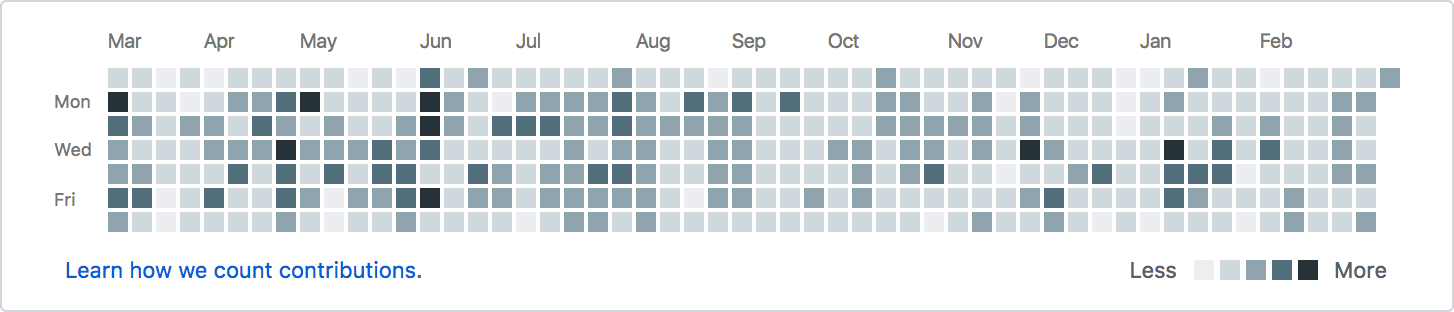 Mar Apr May Jun Jul Aug Sep Oct Nov Dec Jan Feb
Mon
Wed
Fri
Learn how we count contributions. Less More